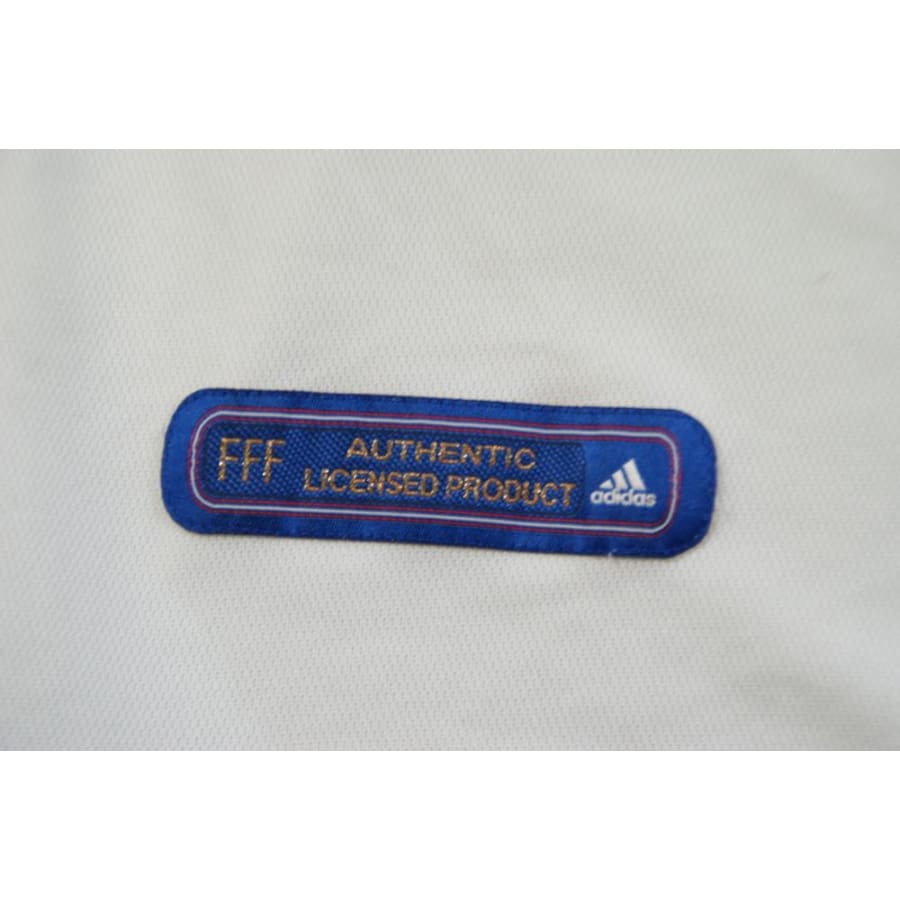 FFF
AUTHENTIC
LICENSED PRODUCT
adidas